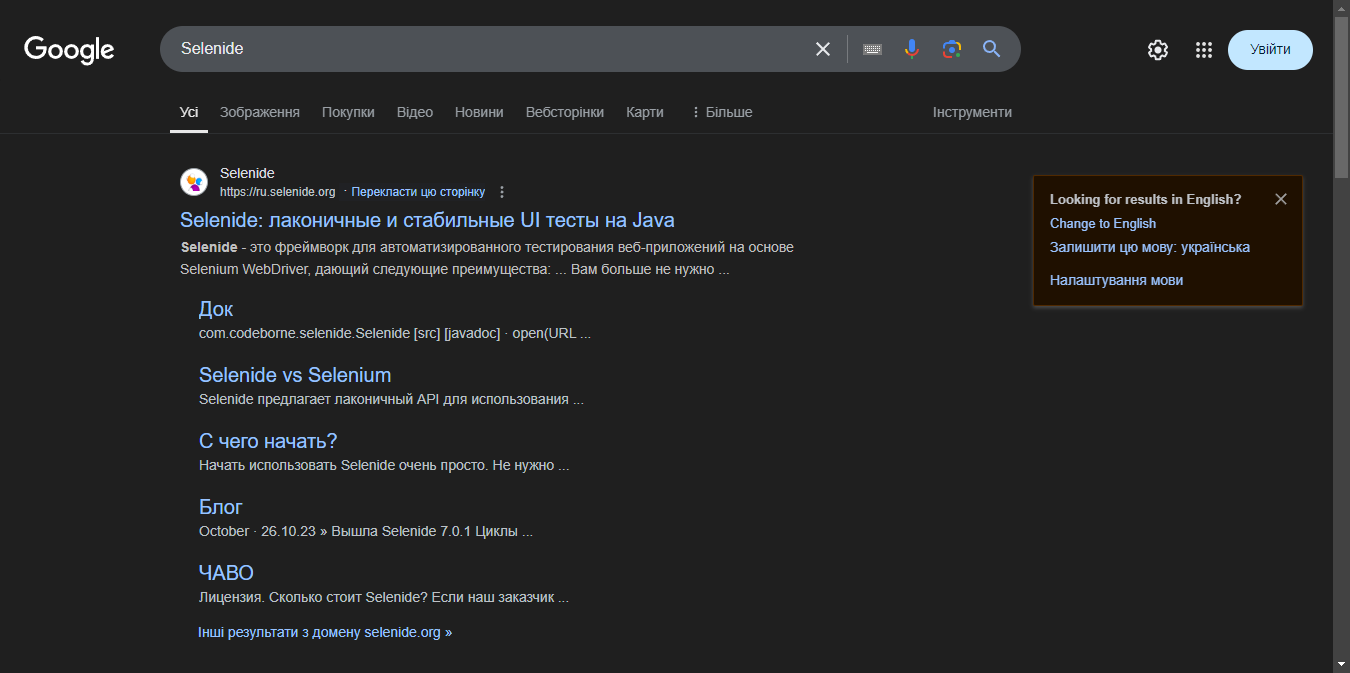 Google
Selenide
Увійти
Усі Зображення Покупки Відео Новини Вебсторінки Карти Більше Інструменти
Selenide
https://ru.selenide.org · Перекласти цю сторінку
Selenide: лаконичные и стабильные UI тесты на Java
Selenide - это фреймворк для автоматизированного тестирования веб-приложений на основе
Selenium WebDriver, дающий следующие преимущества: ... Вам больше не нужно ...
Док
com.codeborne.selenide.Selenide [src] [javadoc] · open(URL ...
Selenide vs Selenium
Selenide предлагает лаконичный API для использования ...
С чего начать?
Начать использовать Selenide очень просто. Не нужно ...
Блог
October · 26.10.23 » Вышла Selenide 7.0.1 Циклы ...
ЧАВО
Лицензия. Сколько стоит Selenide? Если наш заказчик ...
Інші результати з домену selenide.org »
Looking for results in English?
Change to English
Залишити цю мову: українська
Налаштування мови